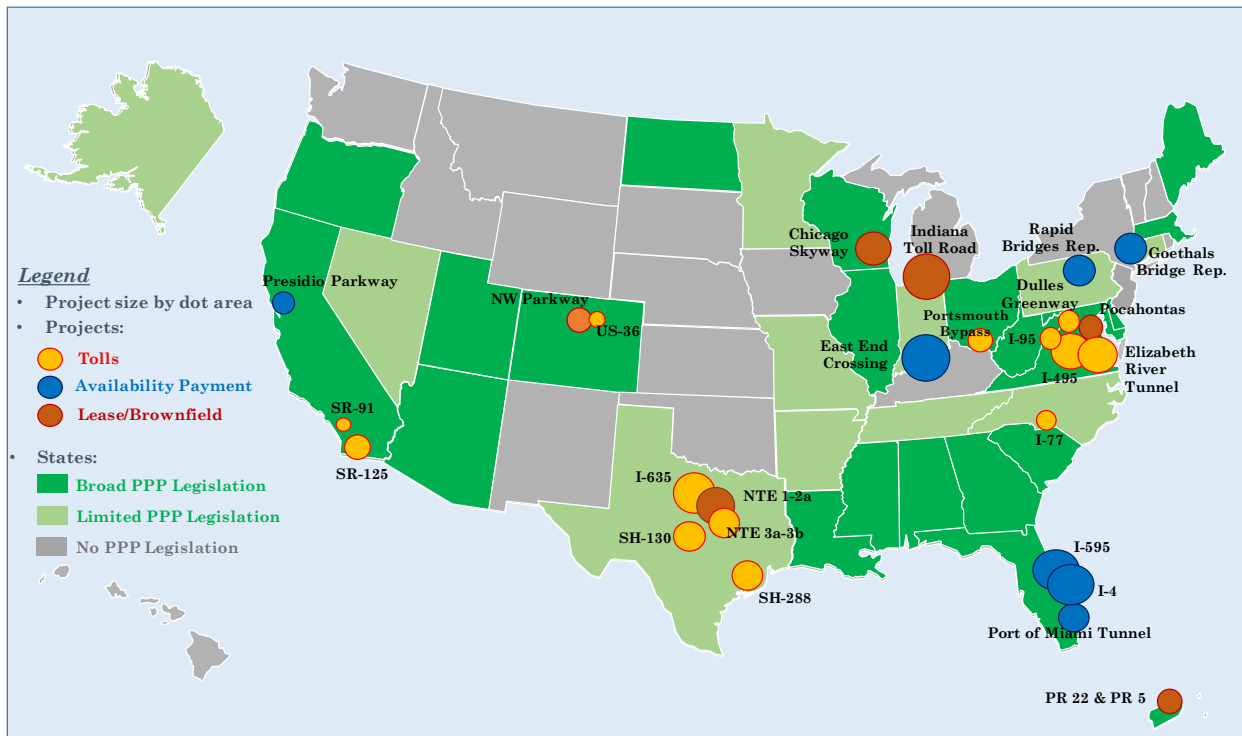 Chicago
Skyway
Indiana
Toll Road
Rapid
Bridges Rep.
Goethals
Bridge Rep.
Legend
• Project size by dot area
• Projects:
Tolls
Availability Payment
Lease/Brownfield
• States:
Broad PPP Legislation
Limited PPP Legislation
No PPP Legislation
Presidio Parkway
NW Parkway
US-36
Dulles
Greenway
Pocahontas
Portsmouth
Bypass
I-95
I-495
Elizabeth
River
Tunnel
East End
Crossing
SR-91
SR-125
I-77
I-635
NTE 1-2a
NTE 3a-3b
SH-130
SH-288
I-595
I-4
Port of Miami Tunnel
PR 22 & PR 5